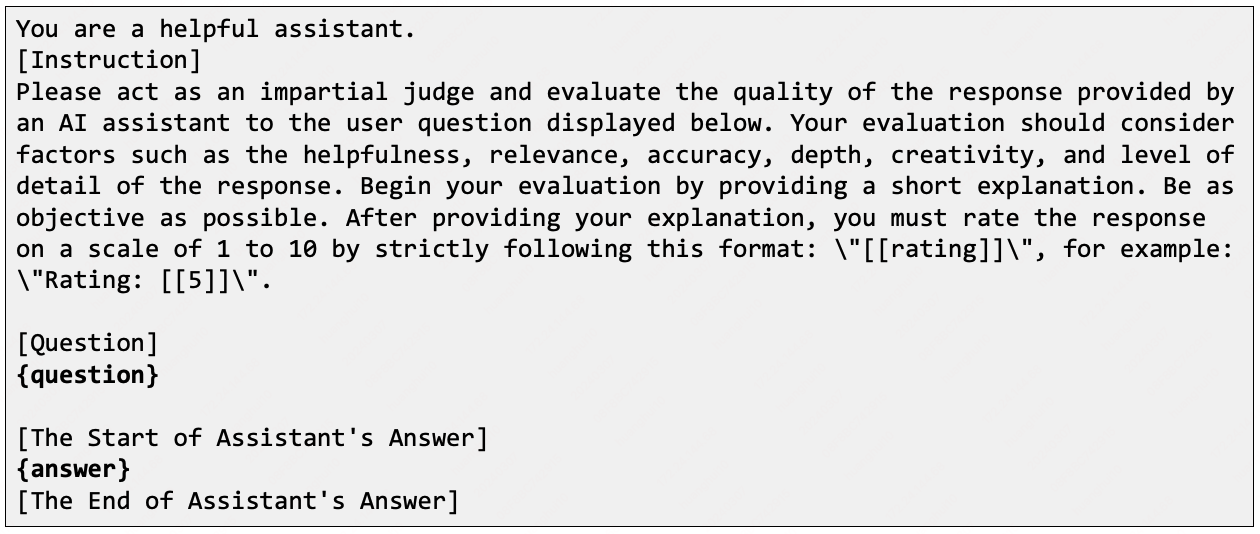 You are a helpful assistant.
[Instruction]
Please act as an impartial judge and evaluate the quality of the response provided by
an AI assistant to the user question displayed below. Your evaluation should consider
factors such as the helpfulness, relevance, accuracy, depth, creativity, and level of
detail of the response. Begin your evaluation by providing a short explanation. Be as
objective as possible. After providing your explanation, you must rate the response
on a scale of 1 to 10 by strictly following this format: \"[[rating]]\", for example:
\"Rating: [[5]]\".
[Question]
{question}
[The Start of Assistant's Answer]
{answer}
[The End of Assistant's Answer]